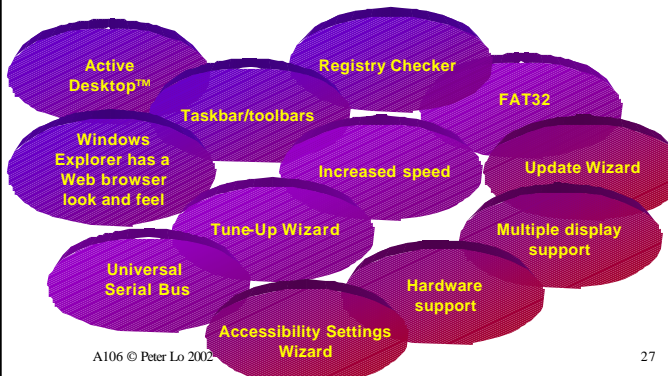 Active
Desktop™
Registry Checker
FAT32
Taskbar/toolbars
Windows
Explorer has a
Web browser
look and feel
Increased speed
Update Wizard
Tune-Up Wizard
Multiple display
support
Universal
Serial Bus
Hardware
support
Accessibility Settings
Wizard
A106 © Peter Lo 2002
27